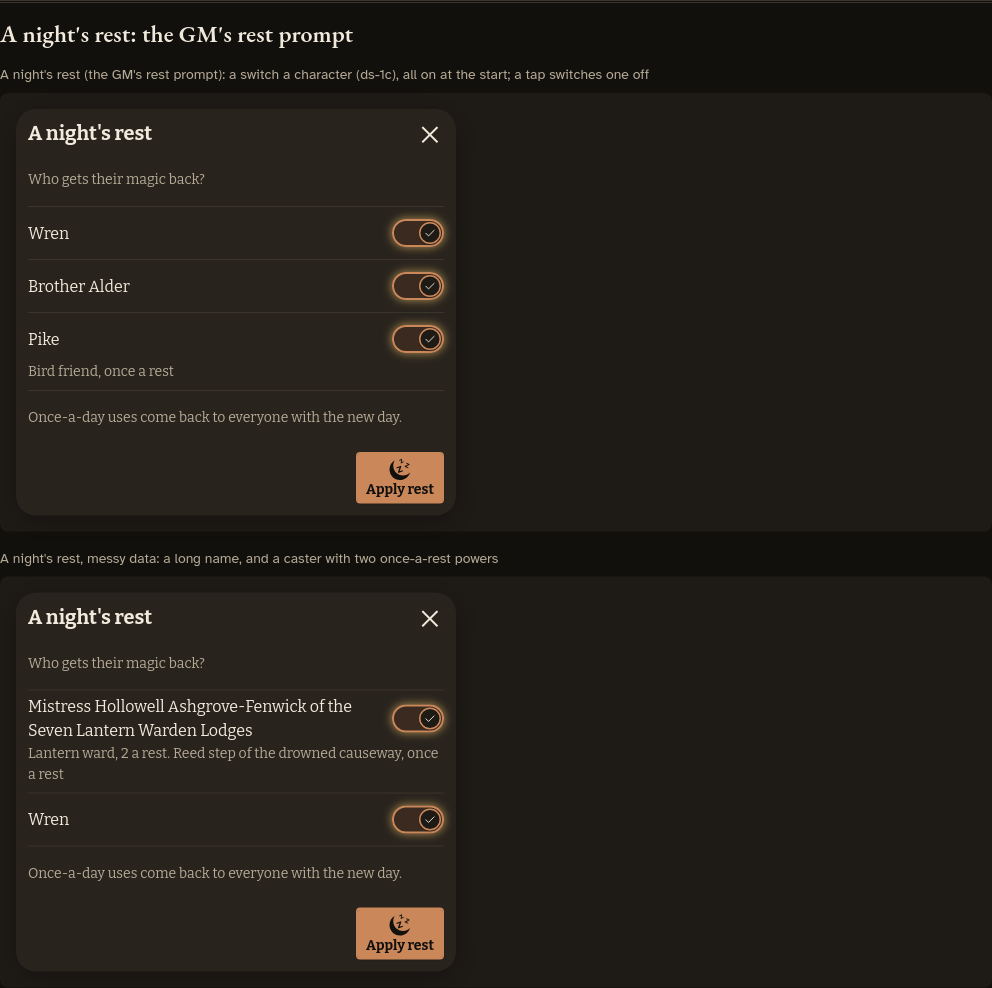 A night's rest: the GM's rest prompt
A night's rest (the GM's rest prompt): a switch a character (ds-1c), all on at the start; a tap switches one off
A night's rest
Who gets their magic back?
Wren
Brother Alder
Pike
Bird friend, once a rest
Once-a-day uses come back to everyone with the new day.
Apply rest
A night's rest, messy data: a long name, and a caster with two once-a-rest powers
A night's rest
Who gets their magic back?
Mistress Hollowell Ashgrove-Fenwick of the
Seven Lantern Warden Lodges
Lantern ward, 2 a rest. Reed step of the drowned causeway, once
a rest
Wren
Once-a-day uses come back to everyone with the new day.
Apply rest